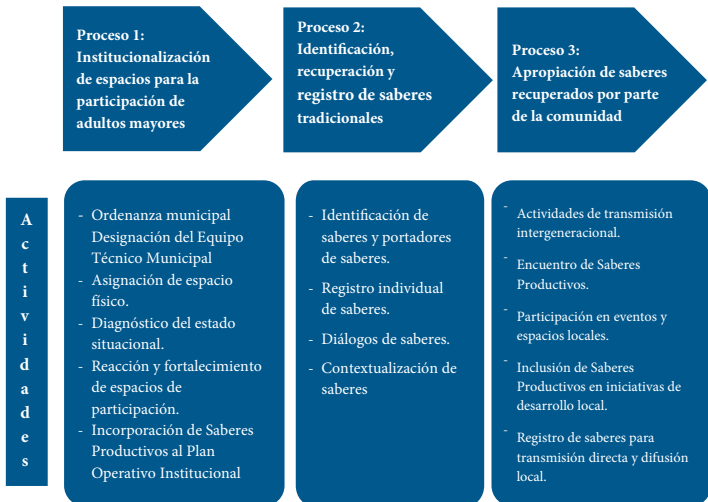 Proceso 1:
Institucionalización
de espacios para la
participación de
adultos mayores
Proceso 2:
Identificación,
recuperación y
registro de saberes
tradicionales
Proceso 3:
Apropiación de saberes
recuperados por parte
de la comunidad
Actividades
- Ordenanza municipal
Designación del Equipo
Técnico Municipal
- Asignación de espacio
físico.
- Diagnóstico del estado
situacional.
- Reacción y fortalecimiento
de espacios de
participación.
- Incorporación de Saberes
Productivos al Plan
Operativo Institucional
- Identificación de
saberes y portadores
de saberes.
- Registro individual
de saberes.
- Diálogos de saberes.
- Contextualización de
saberes
- Actividades de transmisión
intergeneracional.
- Encuentro de Saberes
Productivos.
- Participación en eventos y
espacios locales.
- Inclusión de Saberes
Productivos en iniciativas de
desarrollo local.
- Registro de saberes para
transmisión directa y difusión
local.